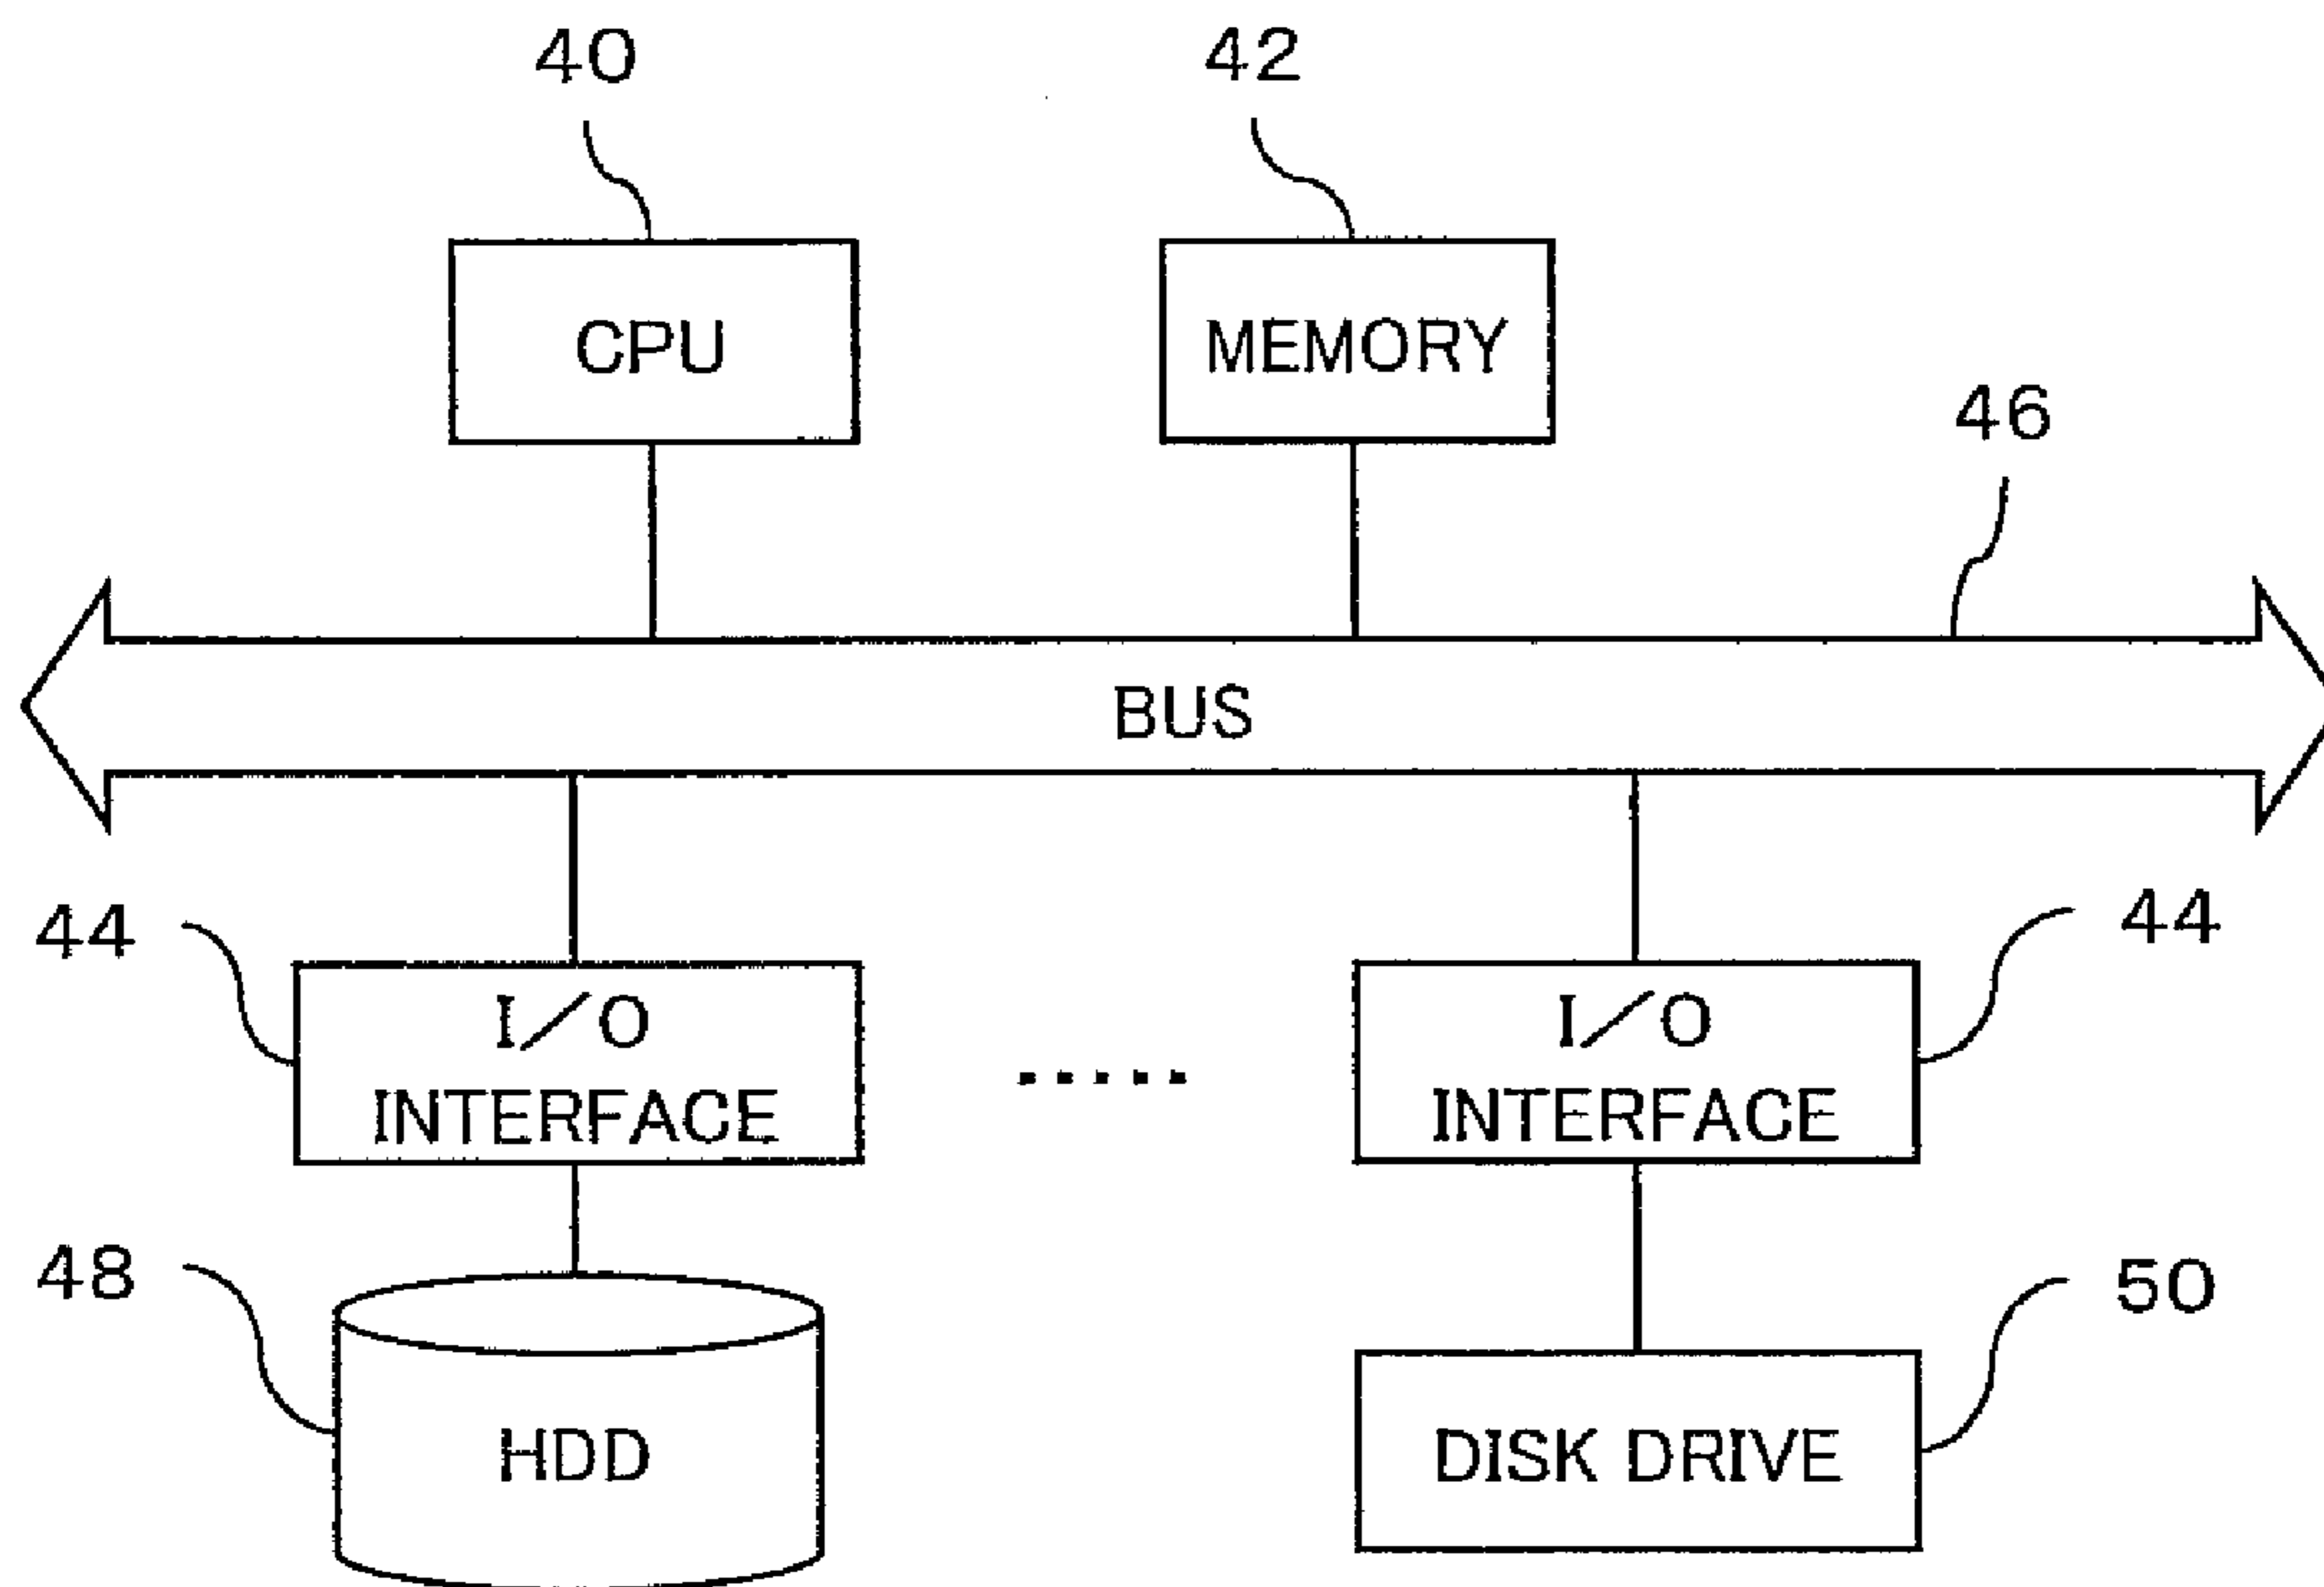 40
42
CPU
MEMORY
46
BUS
44
44
I/O
INTERFACE
I/O
INTERFACE
48
50
HDD
DISK DRIVE